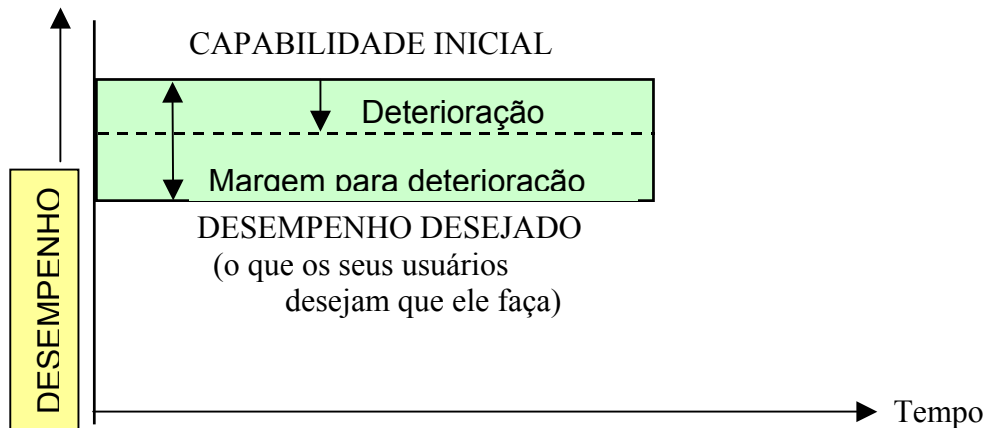 CAPABILIDADE INICIAL
Deterioração
Margem para deterioração
DESEMPENHO DESEJADO
(o que os seus usuários
desejam que ele faça)
DESEMPENHO
Tempo